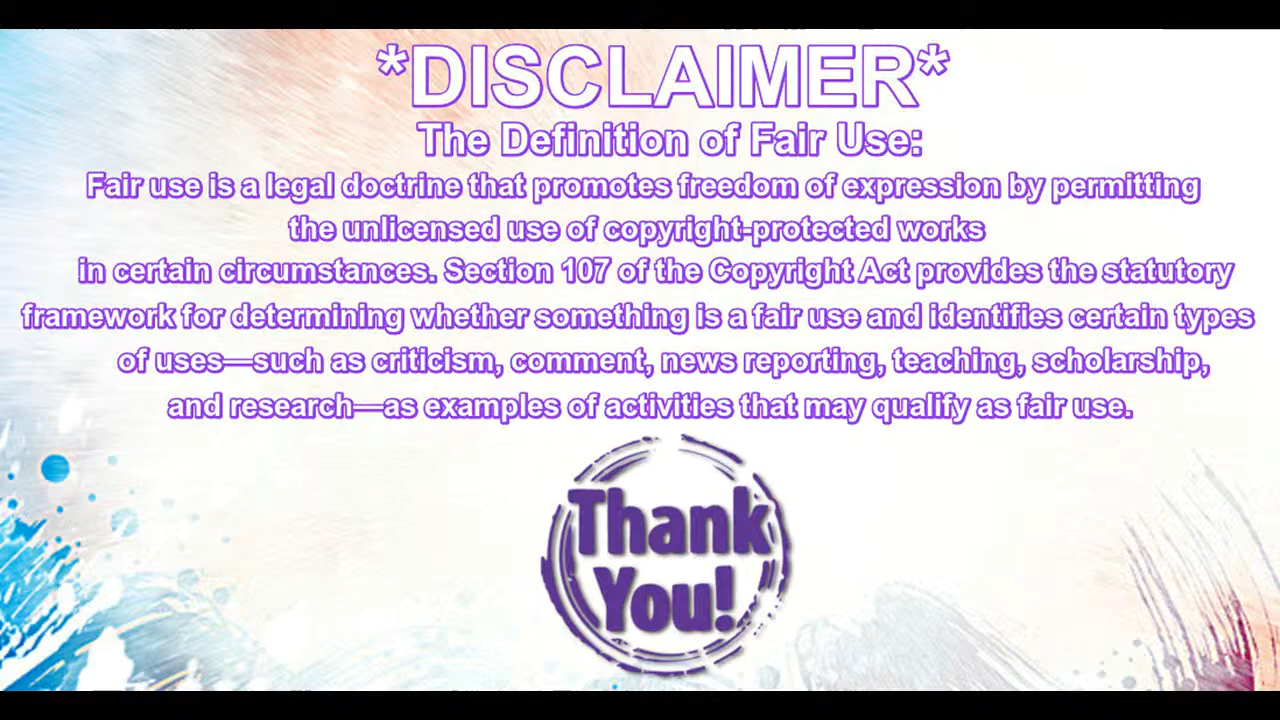 *DISCLAIMER*
The Definition of Fair Use:
Fair use is a legal doctrine that promotes freedom of expression by permitting
the unlicensed use of copyright-protected works
in certain circumstances. Section 107 of the Copyright Act provides the statutory
framework for determining whether something is a fair use and identifies certain types
of uses—such as criticism, comment, news reporting, teaching, scholarship,
and research—as examples of activities that may qualify as fair use.
Thank
You!